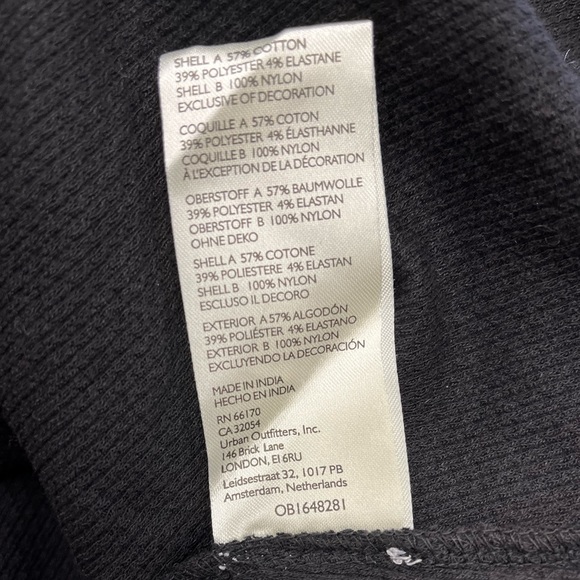 SHELL A 57% COTTON
39% POLYESTER 4% ELASTANE
SHELL B 100% NYLON
EXCLUSIVE OF DECORATION
COQUILLE A 57% COTON
39% POLYESTER 4% ÉLASTHANNE
COQUILLE B 100% NYLON
À L'EXCEPTION DE LA DÉCORATION
OBERSTOFF A 57% BAUMWOLLE
39% POLYESTER 4% ELASTAN
OBERSTOFF B 100% NYLON
OHNE DEKO
SHELL A 57% COTONE
39% POLIESTERE 4% ELASTAN
SHELL B 100% NYLON
ESCLUSO IL DECORO
EXTERIOR A 57% ALGODÓN
39% POLIÉSTER 4% ELASTANO
EXTERIOR B 100% NYLON
EXCLUYENDO LA DECORACIÓN
MADE IN INDIA
HECHO EN INDIA
RN 66170
CA 32054
Urban Outfitters, Inc.
146 Brick Lane
LONDON, E1 6RU
Leidsestraat 32, 1017 PB
Amsterdam, Netherlands
OB1648281